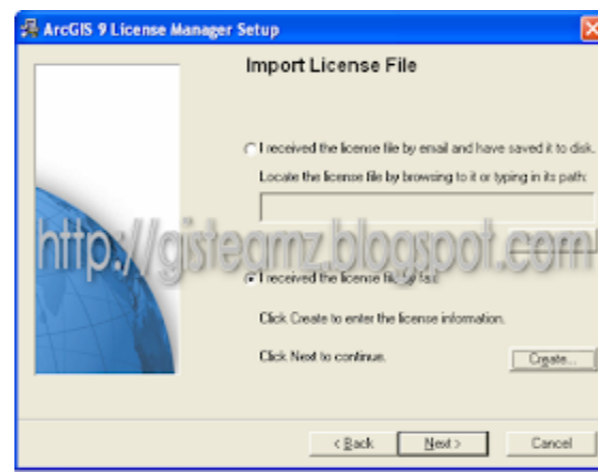 ArcGIS 9 License Manager Setup
Import License File
I received the license file by email and have saved it to disk.
Locate the license file by browsing to it or typing in its path:
http://gisteamz.blogspot.com
I received the license file by fax
Click Create to enter the license information.
Click Next to continue.
Create...
< Back
Next >
Cancel